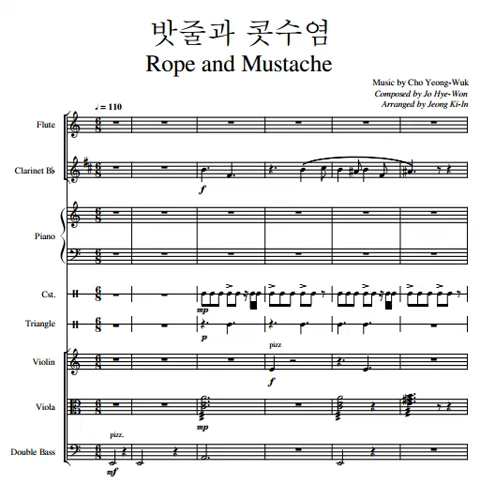 밧줄과 콧수염
Rope and Mustache
Music by Cho Yeong-Wuk
Composed by Jo Hye-Won
Arranged by Jeong Ki-In
♩ = 110
Flute
Clarinet B♭
f
Piano
Cst.
mp
Triangle
p
pizz
Violin
f
Viola
mp
pizz.
Double Bass
mf